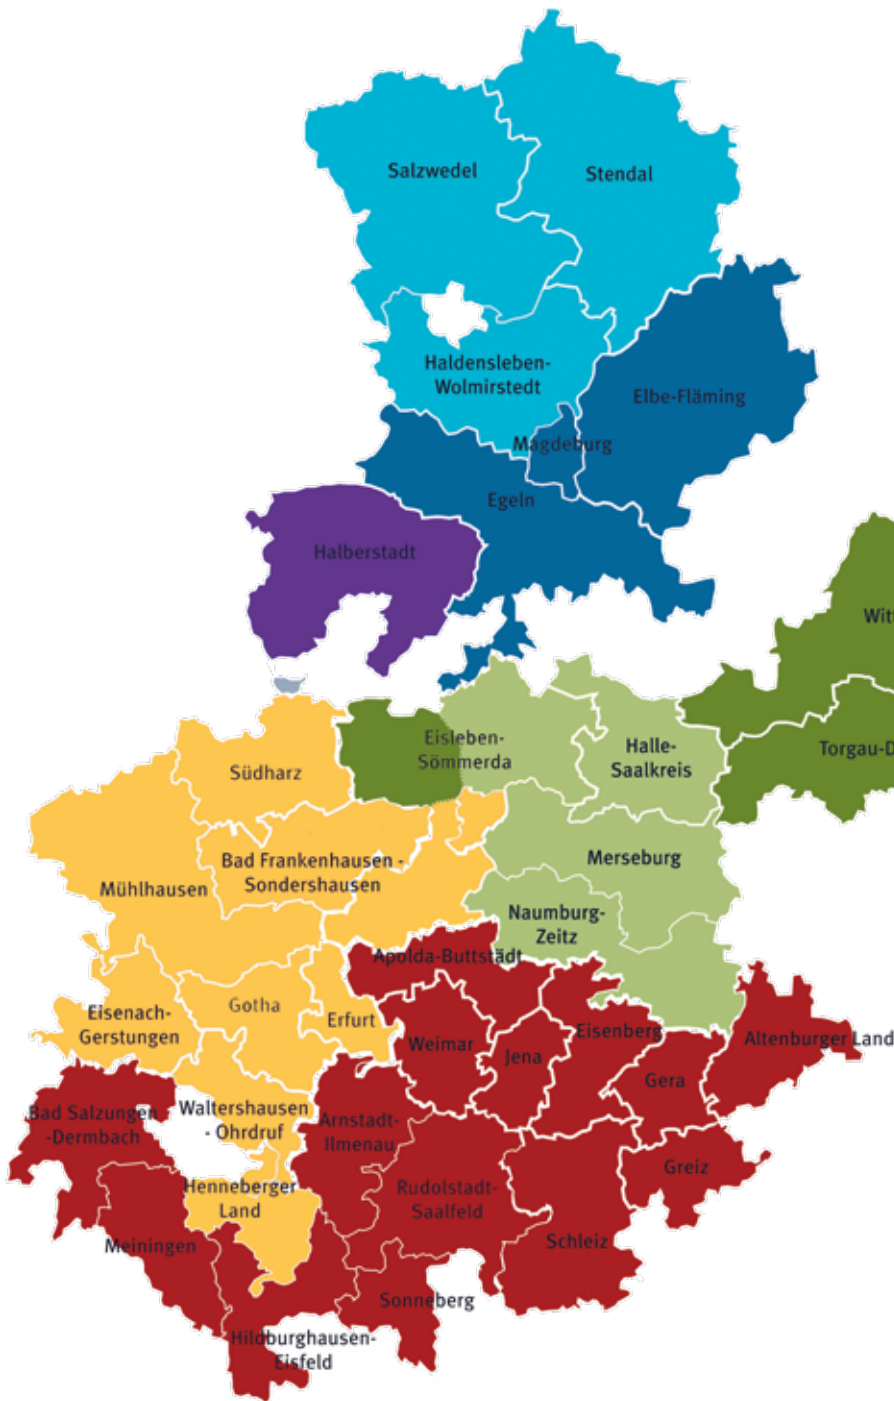 Salzwedel
Stendal
Haldensleben-
Wolmirstedt
Elbe-Fläming
Magdeburg
Egeln
Halberstadt
Witt
Eisleben-
Sömmerda
Halle-
Saalkreis
Torgau-D
Südharz
Bad Frankenhausen -
Sondershausen
Mühlhausen
Merseburg
Naumburg-
Zeitz
Apolda-Buttstädt
Eisenach-
Gerstungen
Gotha
Erfurt
Weimar
Jena
Eisenberg
Altenburger Land
Gera
Bad Salzungen
-Dermbach
Waltershausen
- Ohrdruf
Arnstadt-
Ilmenau
Greiz
Henneberger
Land
Rudolstadt-
Saalfeld
Meiningen
Schleiz
Sonneberg
Hildburghausen-
Eisfeld